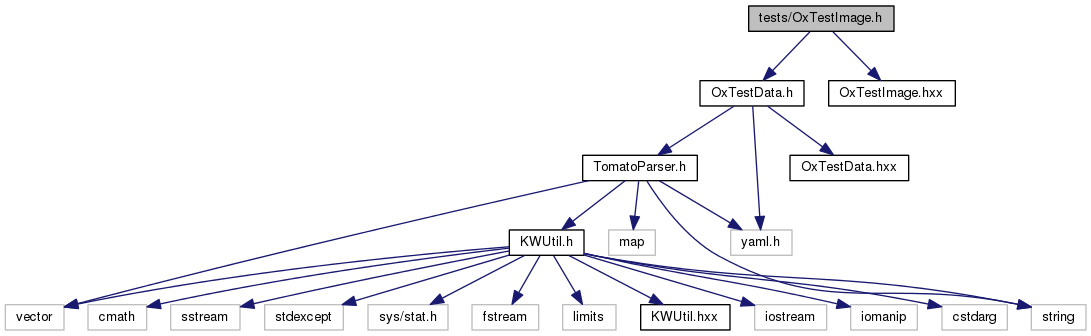 tests/OxTestImage.h
OxTestData.h
OxTestImage.hxx
TomatoParser.h
OxTestData.hxx
KWUtil.h
map
yaml.h
vector
cmath
sstream
stdexcept
sys/stat.h
fstream
limits
KWUtil.hxx
iostream
iomanip
cstdarg
string